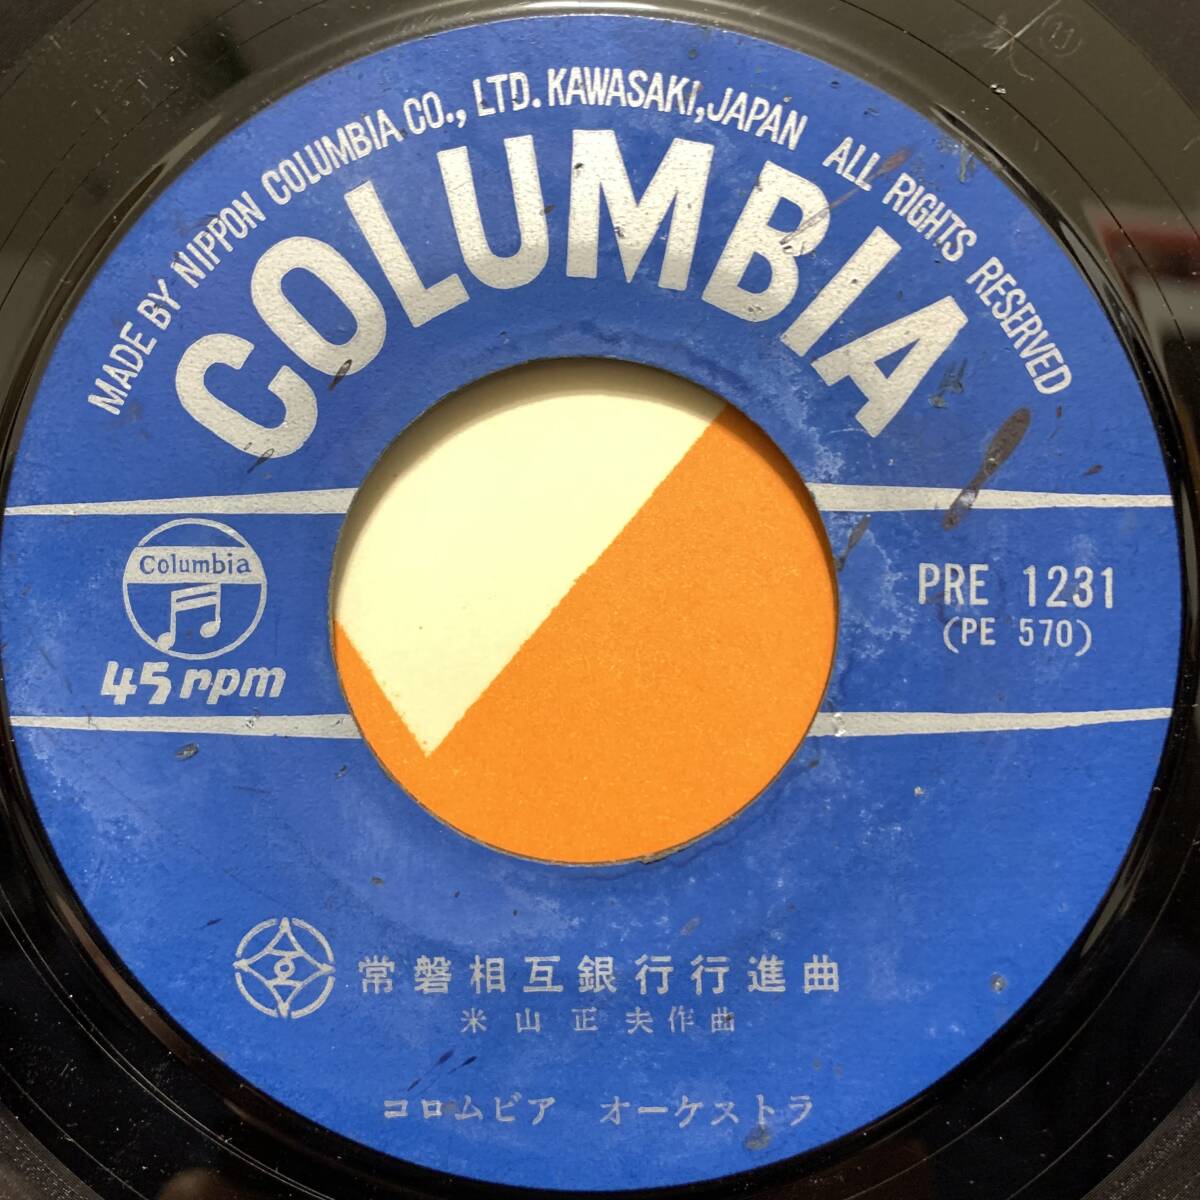 MADE BY NIPPON COLUMBIA CO., LTD. KAWASAKI, JAPAN ALL RIGHTS RESERVED
COLUMBIA
Columbia
45 rpm
PRE 1231
(PE 570)
常磐相互銀行行進曲
米山正夫作曲
コロムビア オーケストラ